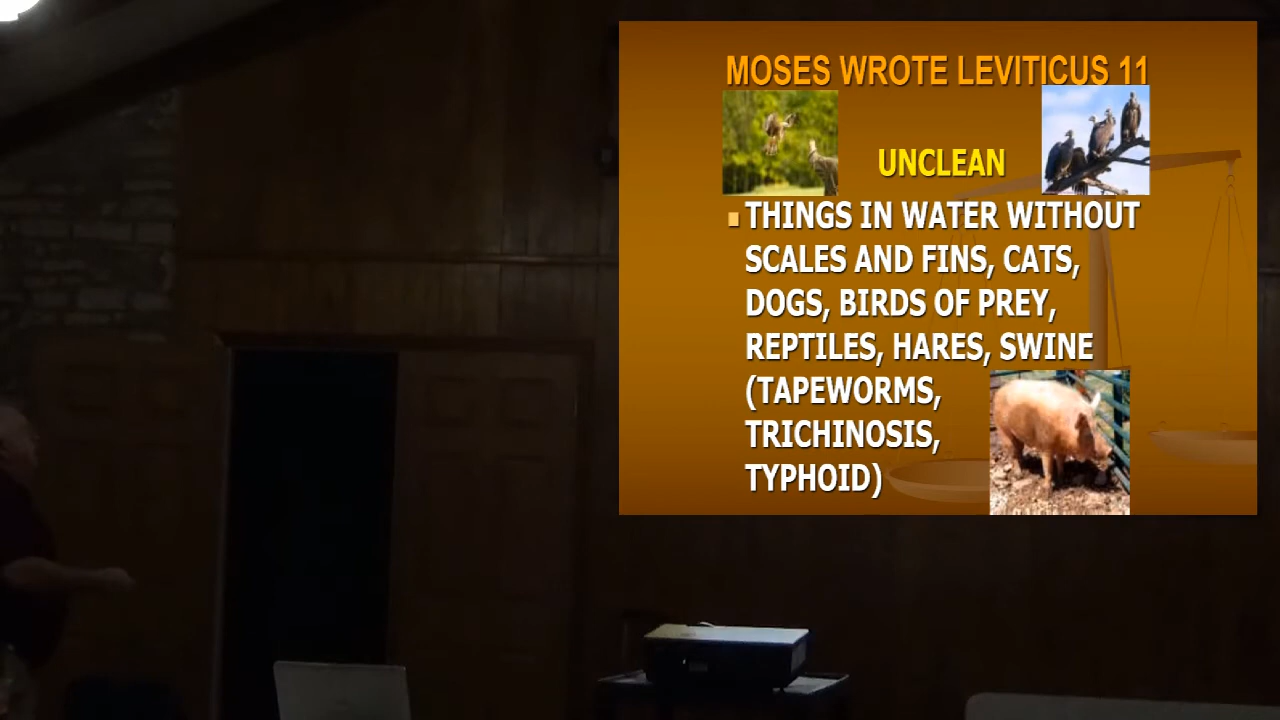 MOSES WROTE LEVITICUS 11
UNCLEAN
THINGS IN WATER WITHOUT
SCALES AND FINS, CATS,
DOGS, BIRDS OF PREY,
REPTILES, HARES, SWINE
(TAPEWORMS,
TRICHINOSIS,
TYPHOID)